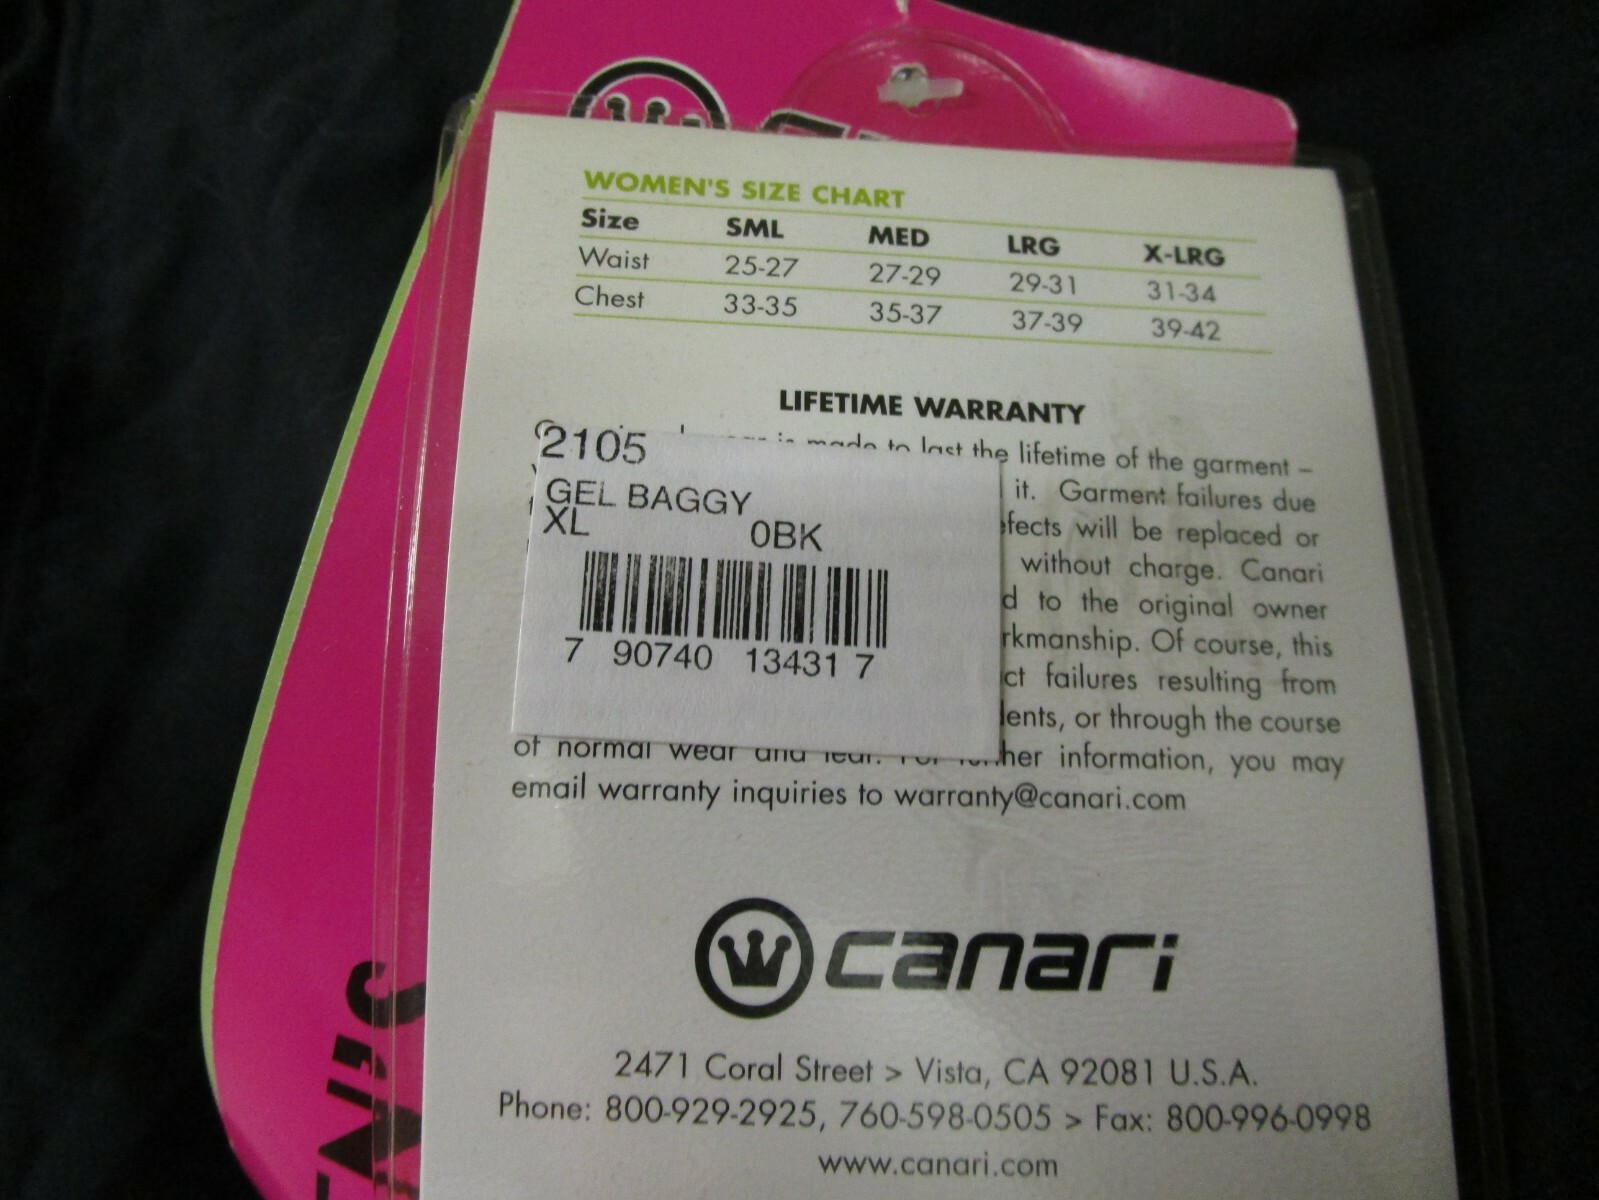 WOMEN'S SIZE CHART
Size SML MED LRG X-LRG
Waist 25-27 27-29 29-31 31-34
Chest 33-35 35-37 37-39 39-42
LIFETIME WARRANTY
is made to last the lifetime of the garment –
it. Garment failures due
will be replaced or
without charge. Canari
to the original owner
Of course, this
failures resulting from
or through the course
of normal wear and tear. information, you may
email warranty inquiries to warranty@canari.com
2105
GEL BAGGY
XL 0BK
7 90740 13431 7
canari
2471 Coral Street > Vista, CA 92081 U.S.A.
Phone: 800-929-2925, 760-598-0505 > Fax: 800-996-0998
www.canari.com